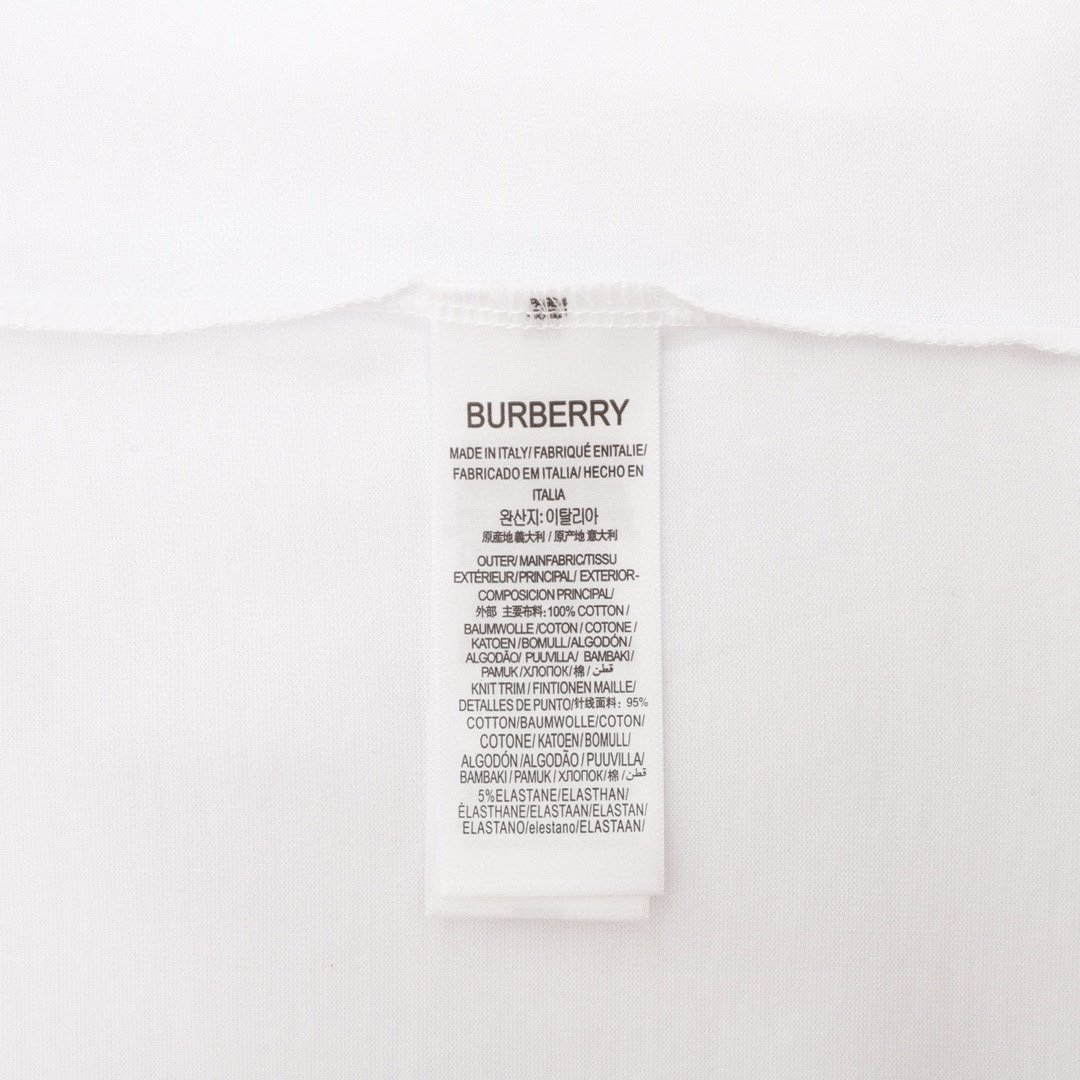 BURBERRY
MADE IN ITALY/ FABRIQUÉ ENITALIE/
FABRICADO EM ITALIA/ HECHO EN
ITALIA
완산지: 이탈리아
原産地 義大利 / 原产地 意大利
OUTER/ MAINFABRIC/TISSU
EXTÉRIEUR/PRINCIPAL/ EXTERIOR-
COMPOSICION PRINCIPAL/
外部 主要布料: 100% COTTON /
BAUMWOLLE /COTON / COTONE /
KATOEN /BOMULL/ALGODÓN/
ALGODÃO/ PUUVILLA/ BAMBAKI/
PAMUK /ХЛОПОК/ 棉 / قطن
KNIT TRIM / FINTIONEN MAILLE/
DETALLES DE PUNTO/针线面料: 95%
COTTON/BAUMWOLLE/COTON/
COTONE/ KATOEN/ BOMULL/
ALGODÓN /ALGODÃO / PUUVILLA/
BAMBAKI / PAMUK / ХЛОПОК/ 棉 / قطن
5%ELASTANE/ELASTHAN/
ÈLASTHANE/ELASTAAN/ELASTAN/
ELASTANO/elestano/ELASTAAN/